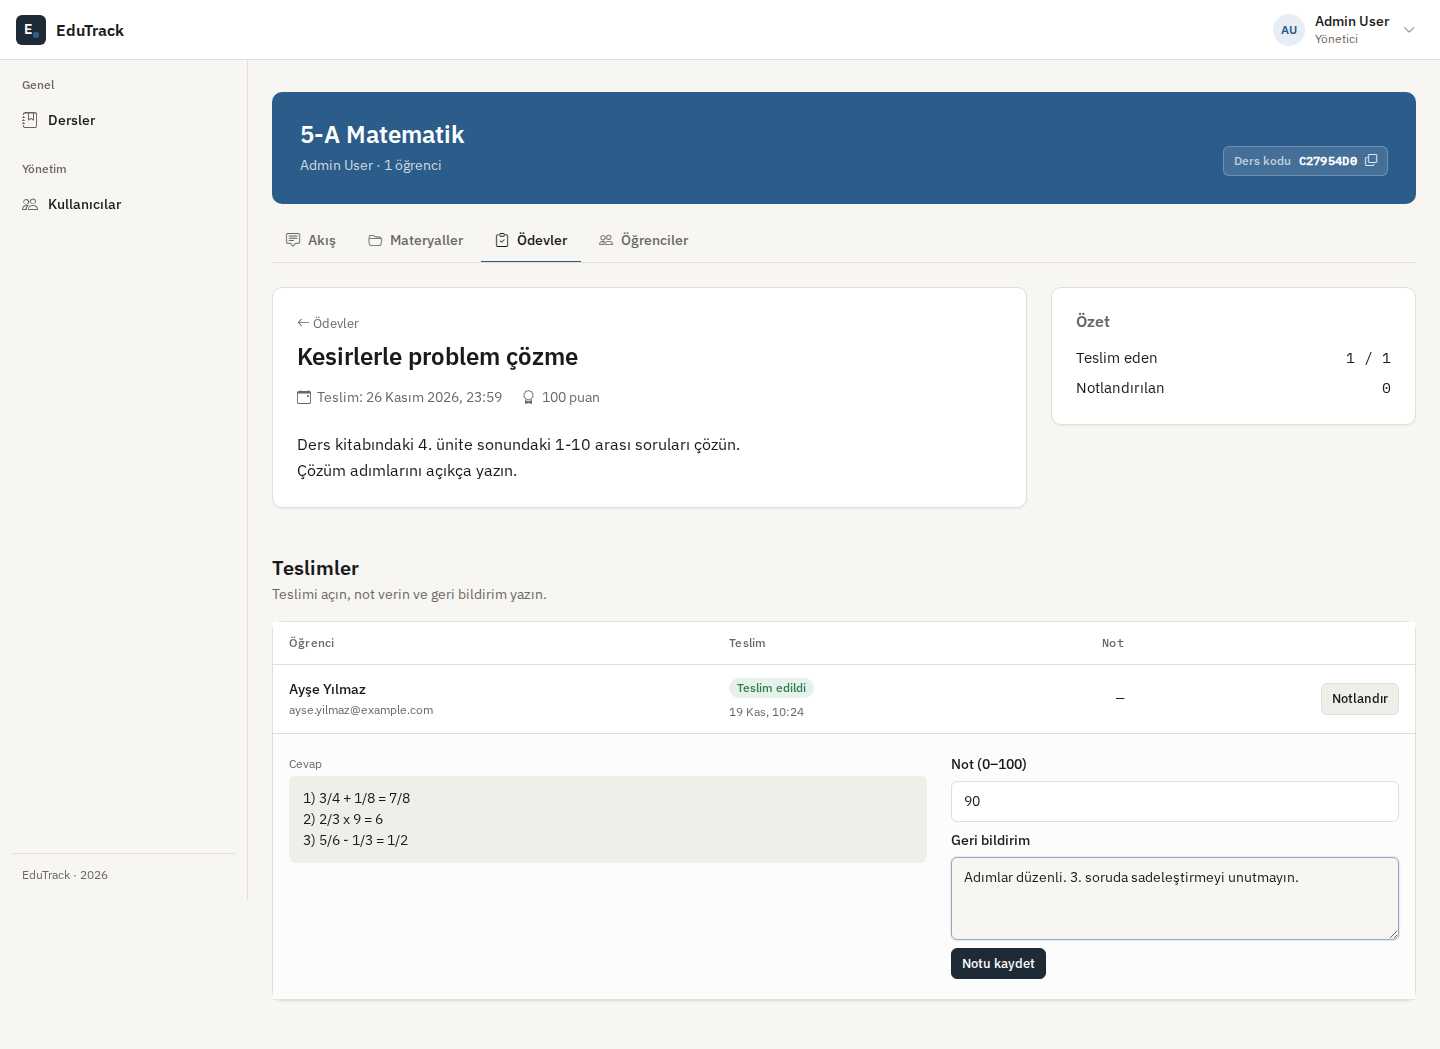 E.
EduTrack
AU
Admin User
Yönetici
Genel
Dersler
Yönetim
Kullanıcılar
EduTrack · 2026
5-A Matematik
Admin User · 1 öğrenci
Ders kodu C27954D0
Akış
Materyaller
Ödevler
Öğrenciler
← Ödevler
Kesirlerle problem çözme
Teslim: 26 Kasım 2026, 23:59
100 puan
Ders kitabındaki 4. ünite sonundaki 1-10 arası soruları çözün.
Çözüm adımlarını açıkça yazın.
Özet
Teslim eden 1 / 1
Notlandırılan 0
Teslimler
Teslimi açın, not verin ve geri bildirim yazın.
Öğrenci Teslim Not
Ayşe Yılmaz
ayse.yilmaz@example.com
Teslim edildi
19 Kas, 10:24
—
Notlandır
Cevap
1) 3/4 + 1/8 = 7/8
2) 2/3 x 9 = 6
3) 5/6 - 1/3 = 1/2
Not (0–100)
90
Geri bildirim
Adımlar düzenli. 3. soruda sadeleştirmeyi unutmayın.
Notu kaydet